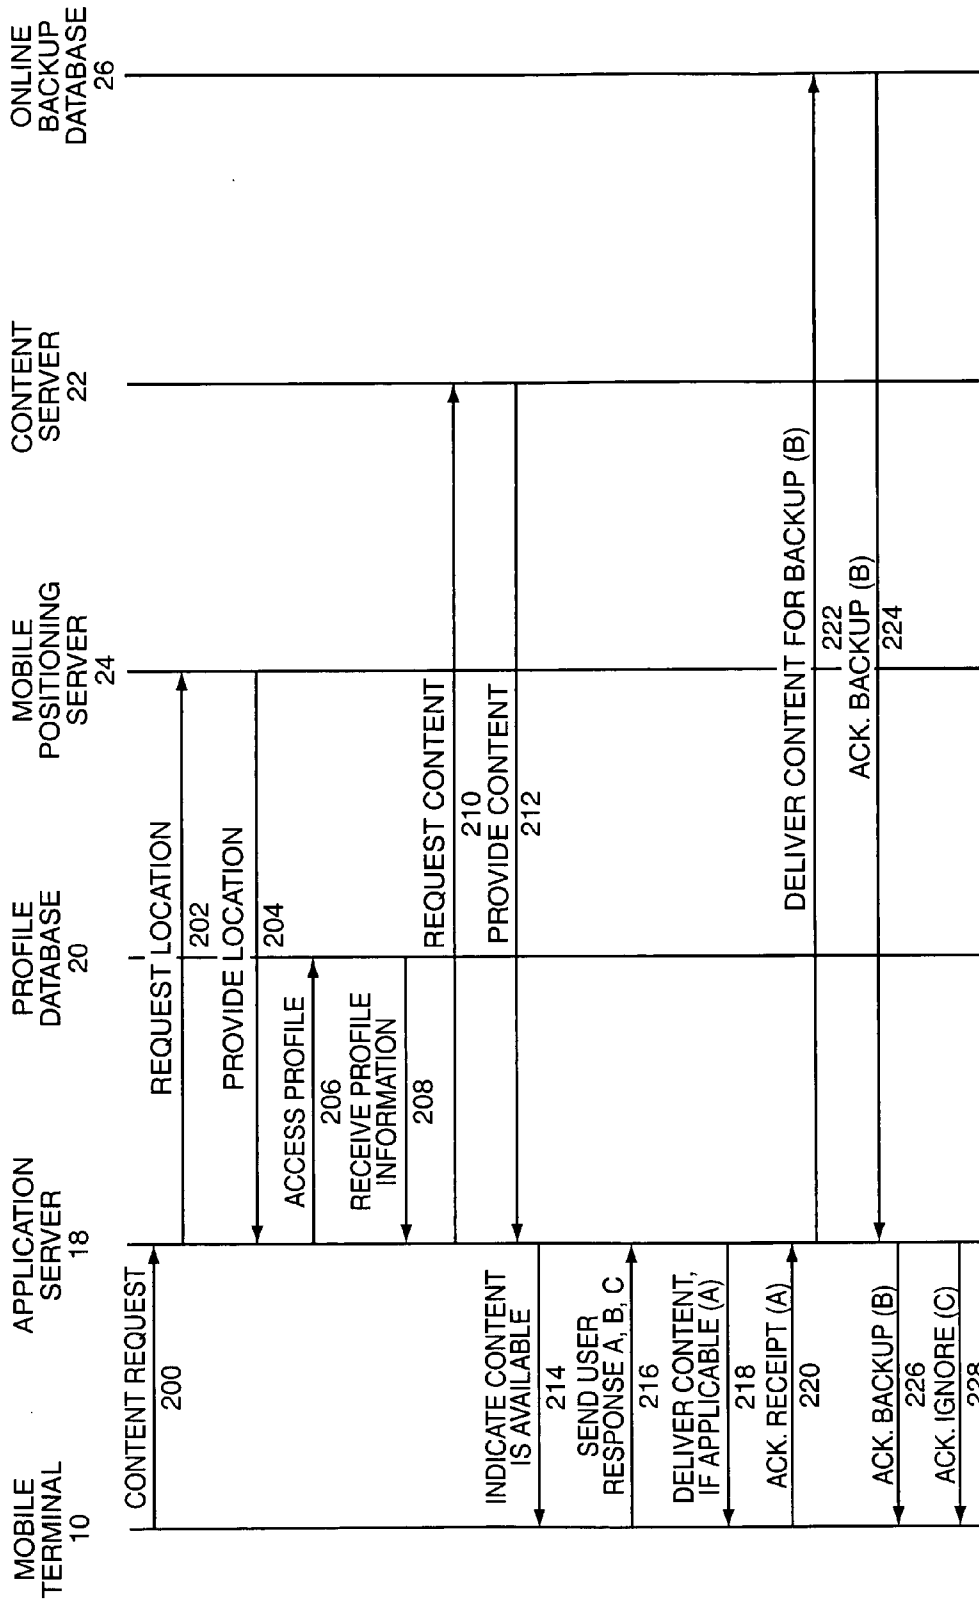 MOBILE
TERMINAL
10
APPLICATION
SERVER
18
PROFILE
DATABASE
20
MOBILE
POSITIONING
SERVER
24
CONTENT
SERVER
22
ONLINE
BACKUP
DATABASE
26
CONTENT REQUEST
200
REQUEST LOCATION
202
PROVIDE LOCATION
204
ACCESS PROFILE
206
RECEIVE PROFILE
INFORMATION
208
REQUEST CONTENT
210
PROVIDE CONTENT
212
INDICATE CONTENT
IS AVAILABLE
214
SEND USER
RESPONSE A, B, C
216
DELIVER CONTENT,
IF APPLICABLE (A)
218
ACK. RECEIPT (A)
220
DELIVER CONTENT FOR BACKUP (B)
222
ACK. BACKUP (B)
224
ACK. BACKUP (B)
226
ACK. IGNORE (C)
228